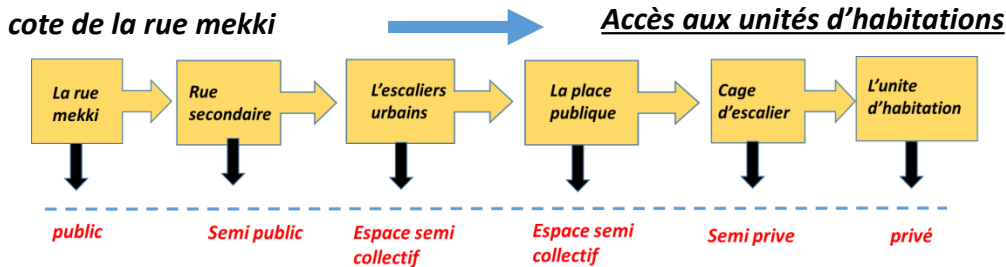 cote de la rue mekki
Accès aux unités d’habitations
La rue
mekki
Rue
secondaire
L’escaliers
urbains
La place
publique
Cage
d’escalier
L’unite
d’habitation
public
Semi public
Espace semi
collectif
Espace semi
collectif
Semi prive
privé